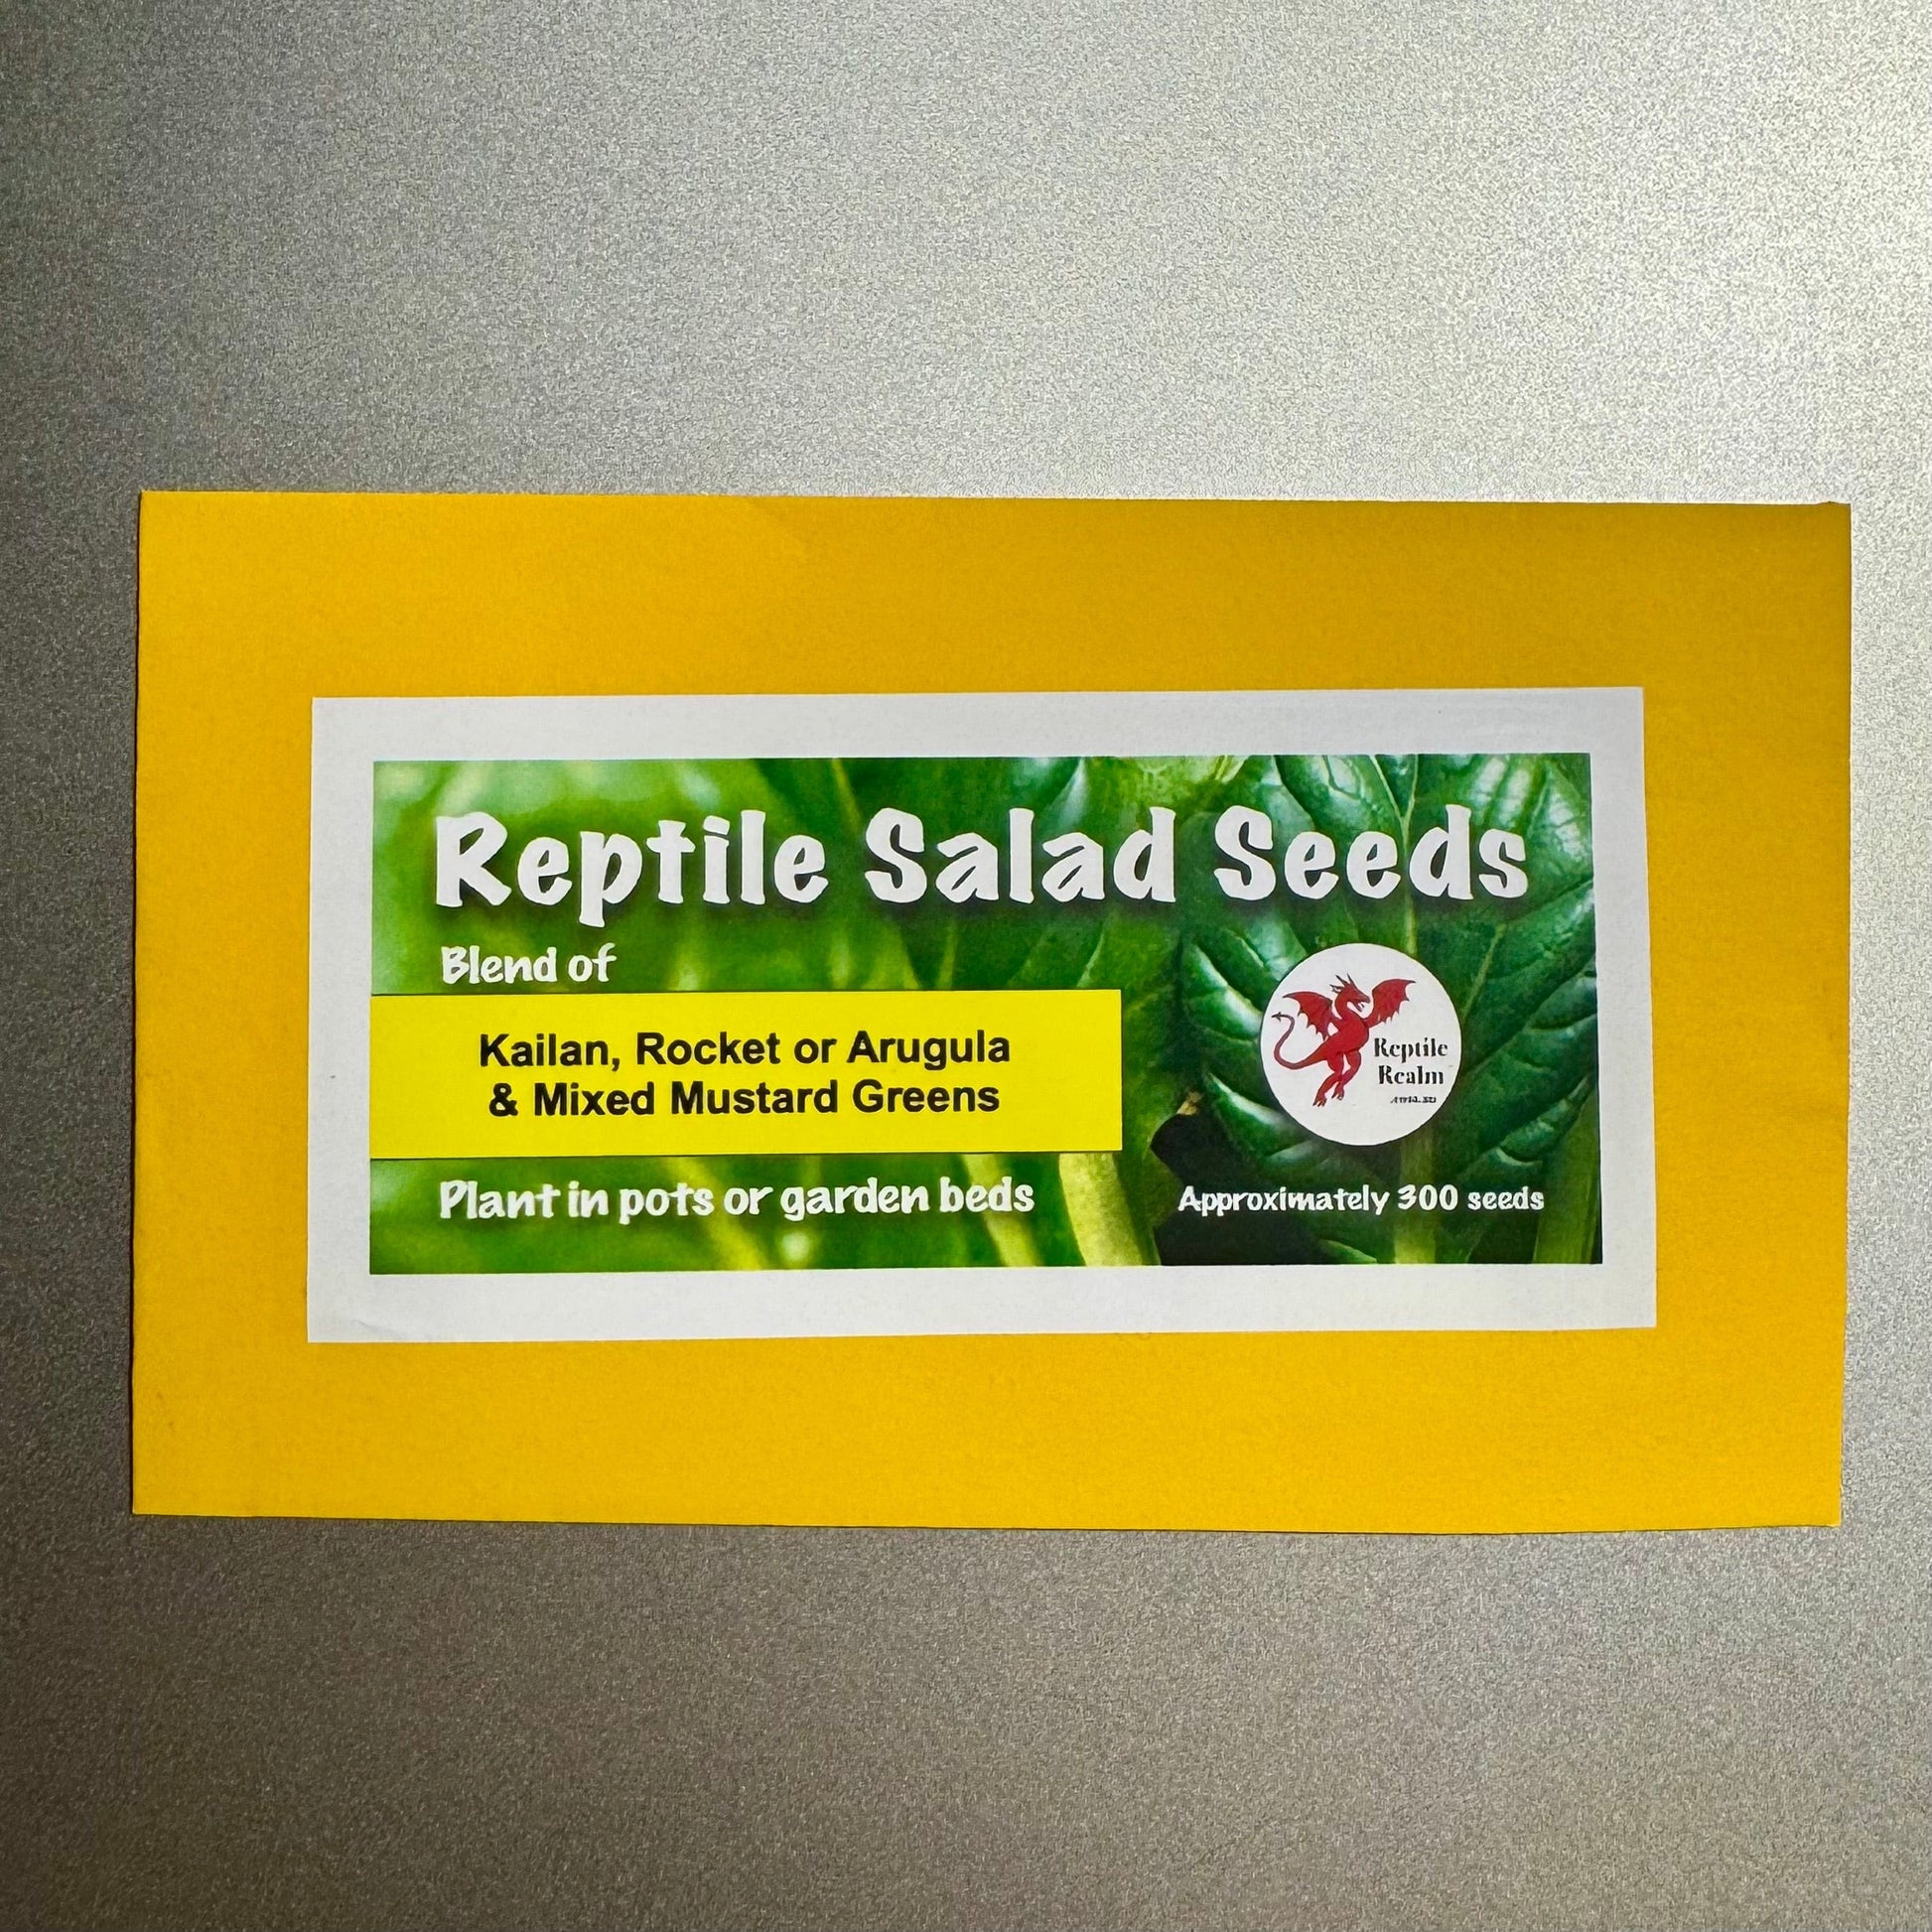 Reptile Salad Seeds
Blend of
Kailan, Rocket or Arugula
& Mixed Mustard Greens
Reptile
Realm
Plant in pots or garden beds
Approximately 300 seeds